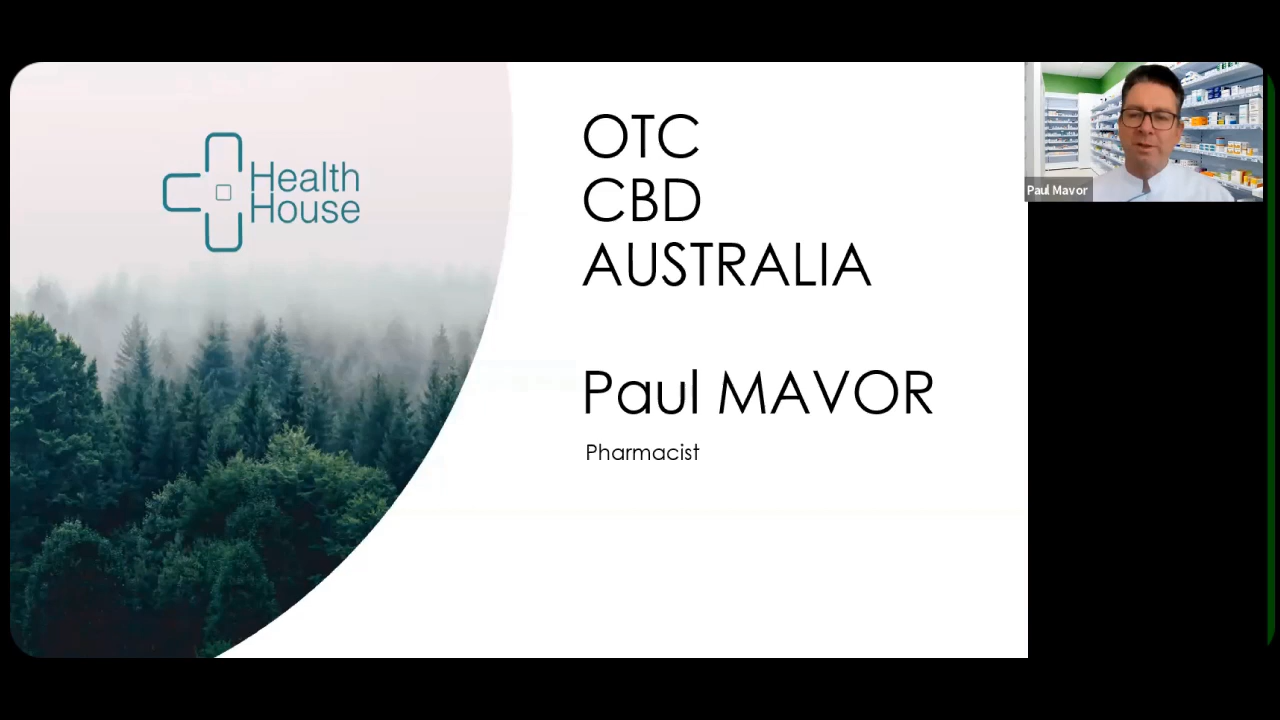 Health
House
OTC
CBD
AUSTRALIA
Paul MAVOR
Pharmacist
Paul Mavor